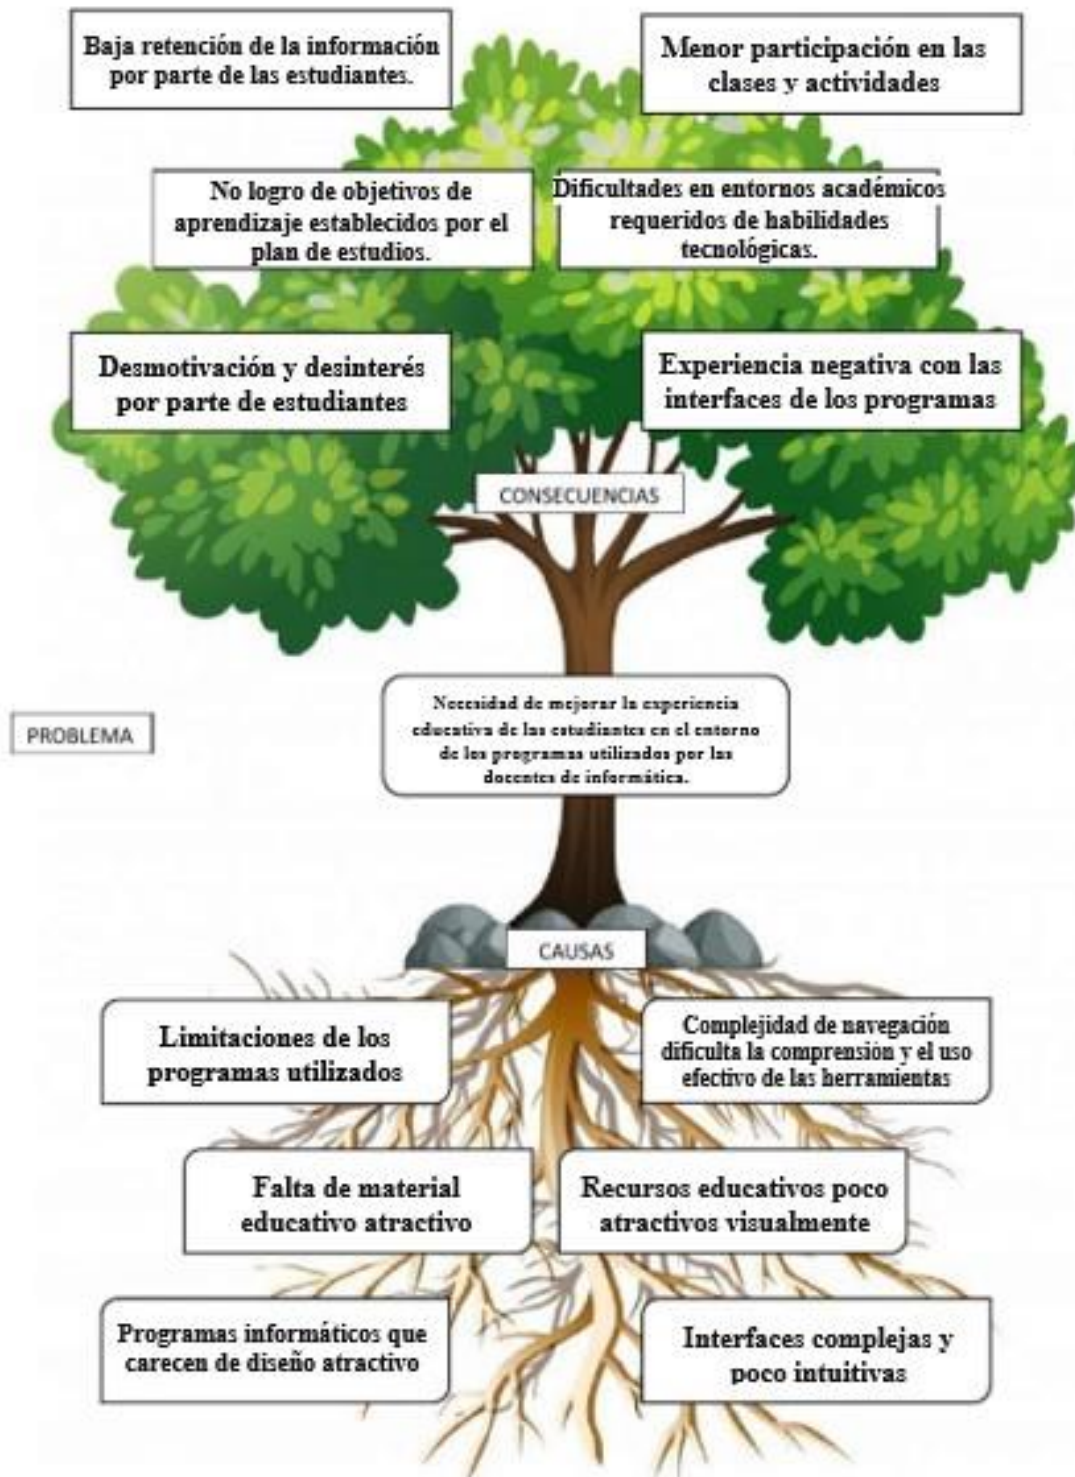 Baja retención de la información
por parte de las estudiantes.
Menor participación en las
clases y actividades
No logro de objetivos de
aprendizaje establecidos por el
plan de estudios.
Dificultades en entornos académicos
requeridos de habilidades
tecnológicas.
Desmotivación y desinterés
por parte de estudiantes
Experiencia negativa con las
interfaces de los programas
CONSECUENCIAS
Necesidad de mejorar la experiencia
educativa de las estudiantes en el entorno
de los programas utilizados por las
docentes de informática.
PROBLEMA
CAUSAS
Limitaciones de los
programas utilizados
Complejidad de navegación
dificulta la comprensión y el uso
efectivo de las herramientas
Falta de material
educativo atractivo
Recursos educativos poco
atractivos visualmente
Programas informáticos que
carecen de diseño atractivo
Interfaces complejas y
poco intuitivas